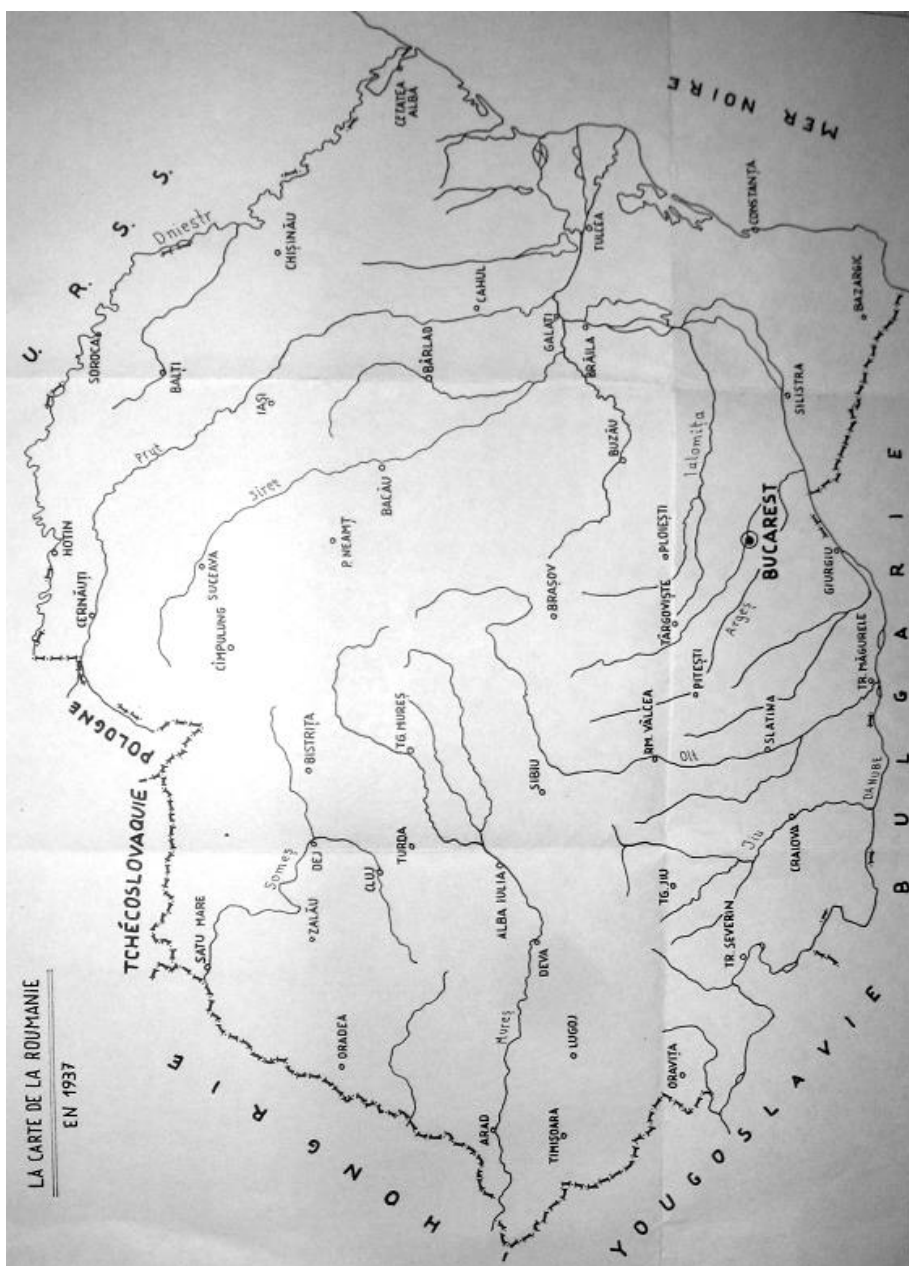 LA CARTE DE LA ROUMANIE
EN 1937
TCHÉCOSLOVAQUIE
POLOGNE
U. R. S. S.
HONGRIE
YOUGOSLAVIE
BULGARIE
MER NOIRE
HOTIN
CERNĂUȚI
SOROCA
Dniestr
BĂLȚI
Prut
SATU MARE
Someș
CÎMPULUNG
SUCEAVA
Siret
IAȘI
CHIȘINĂU
ZALĂU
DEJ
BISTRIȚA
ORADEA
CLUJ
TURDA
TG. MUREȘ
P. NEAMȚ
BACĂU
BÂRLAD
CETATEA
ALBĂ
CAHUL
ARAD
Mureș
ALBA IULIA
DEVA
SIBIU
BRAȘOV
GALAȚI
TIMIȘOARA
LUGOJ
BUZĂU
BRĂILA
TULCEA
ORAVIȚA
TG. JIU
RM. VÂLCEA
Olt
PITEȘTI
TÂRGOVIȘTE
PLOIEȘTI
Ialomița
TR. SEVERIN
Jiu
Argeș
BUCAREST
CONSTANȚA
CRAIOVA
SLATINA
SILISTRA
GIURGIU
BAZARGIC
DANUBE
TR. MĂGURELE